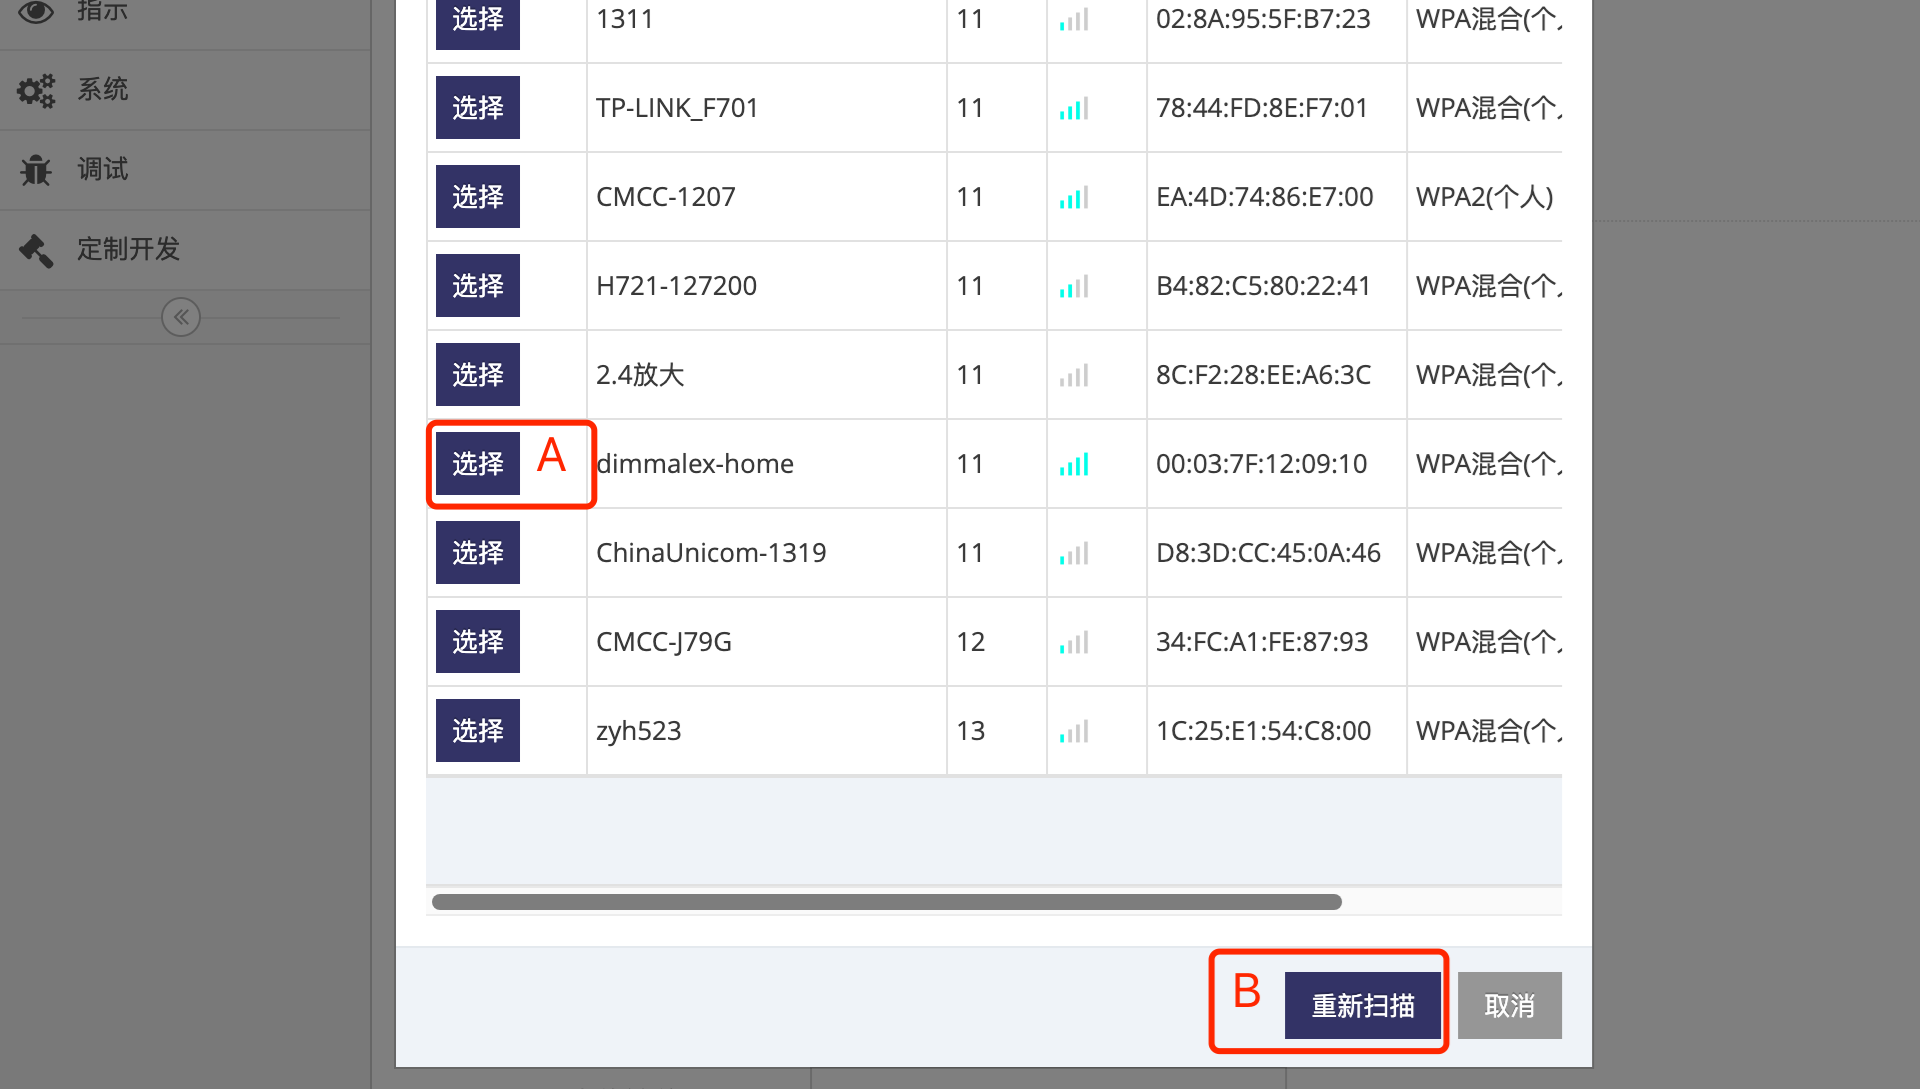 指示
系统
调试
定制开发
选择 1311 11 02:8A:95:5F:B7:23 WPA混合(个
选择 TP-LINK_F701 11 78:44:FD:8E:F7:01 WPA混合(个
选择 CMCC-1207 11 EA:4D:74:86:E7:00 WPA2(个人)
选择 H721-127200 11 B4:82:C5:80:22:41 WPA混合(个
选择 2.4放大 11 8C:F2:28:EE:A6:3C WPA混合(个
选择 A dimmalex-home 11 00:03:7F:12:09:10 WPA混合(个
选择 ChinaUnicom-1319 11 D8:3D:CC:45:0A:46 WPA混合(个
选择 CMCC-J79G 12 34:FC:A1:FE:87:93 WPA混合(个
选择 zyh523 13 1C:25:E1:54:C8:00 WPA混合(个
B 重新扫描 取消